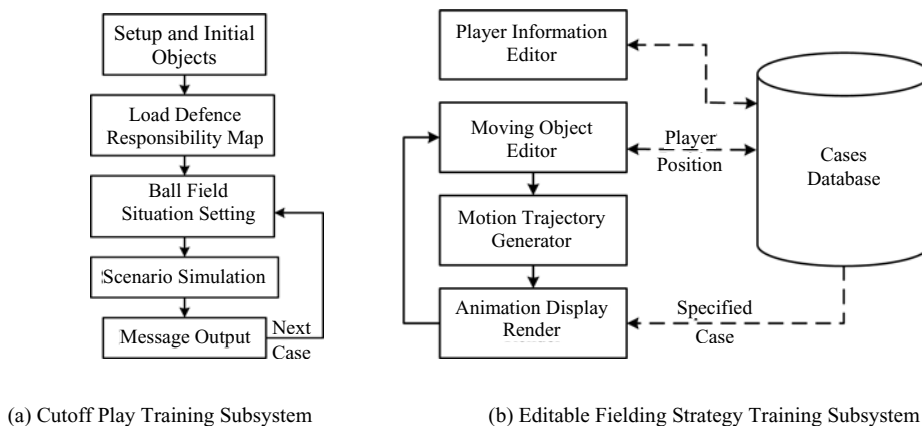 Setup and Initial
Objects
Load Defence
Responsibility Map
Ball Field
Situation Setting
Scenario Simulation
Message Output
Next
Case
(a) Cutoff Play Training Subsystem
Player Information
Editor
Moving Object
Editor
Motion Trajectory
Generator
Animation Display
Render
Player
Position
Cases
Database
Specified
Case
(b) Editable Fielding Strategy Training Subsystem